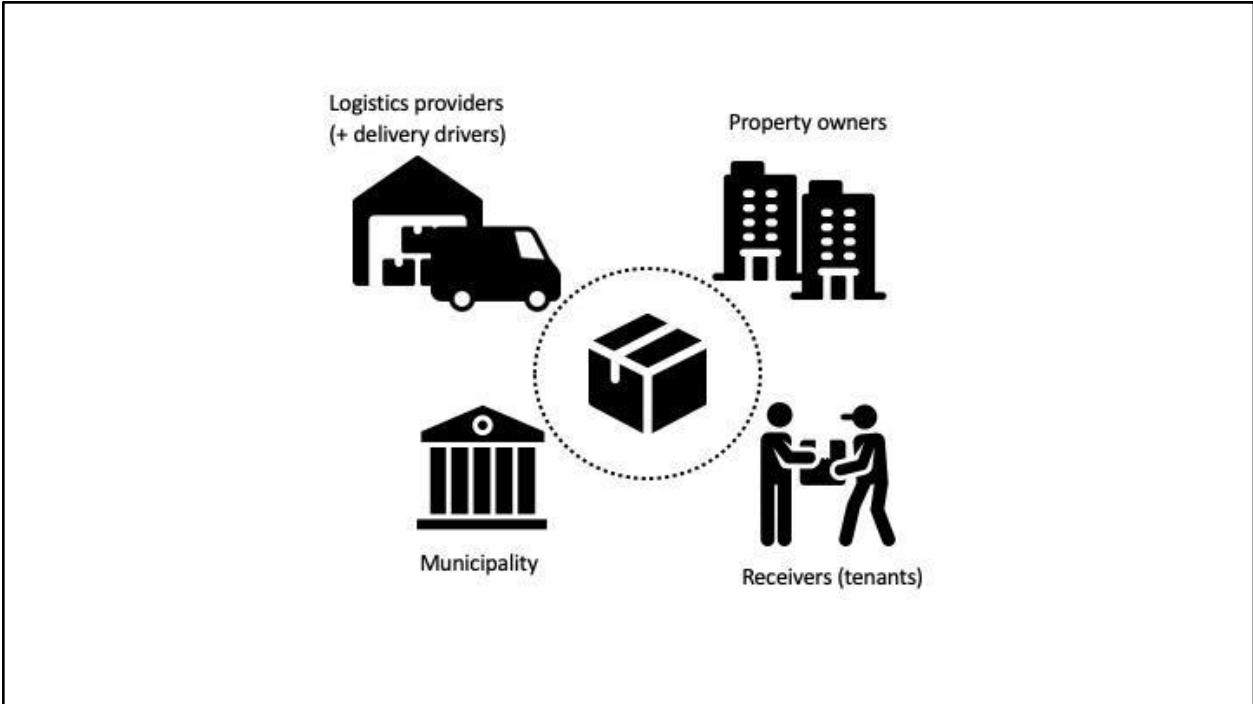 Logistics providers
(+ delivery drivers)
Property owners
Municipality
Receivers (tenants)